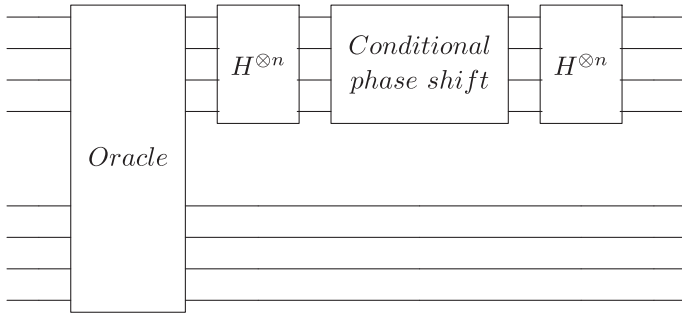 Oracle
H⊗n
Conditional
phase shift
H⊗n